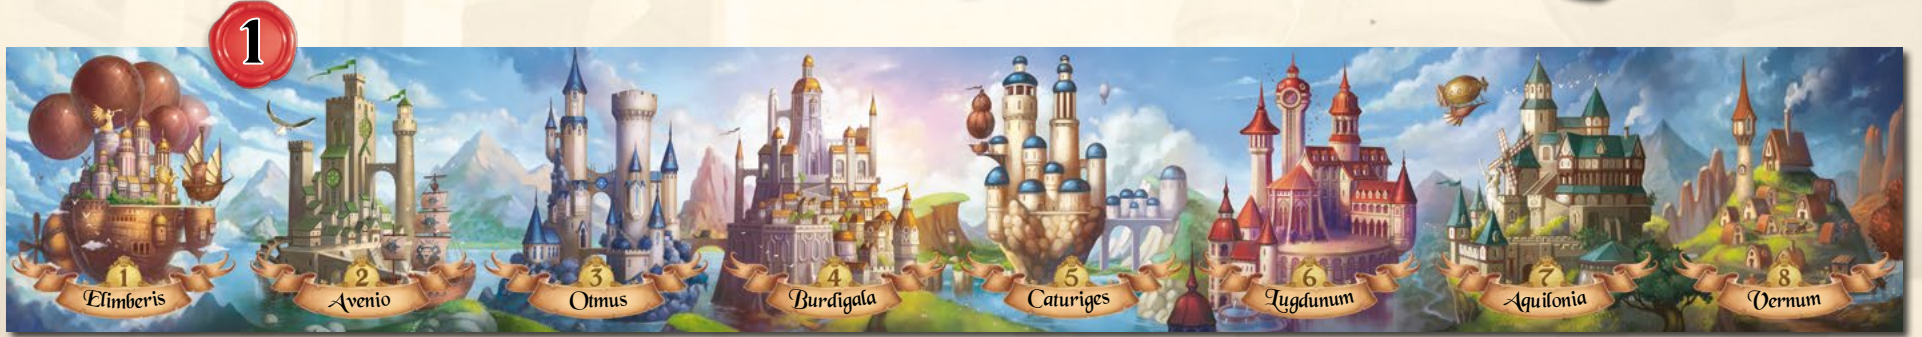 1
1
Elimberis
2
Avenio
3
Otmus
4
Burdigala
5
Caturiges
6
Lugdunum
7
Aquilonia
8
Vernum